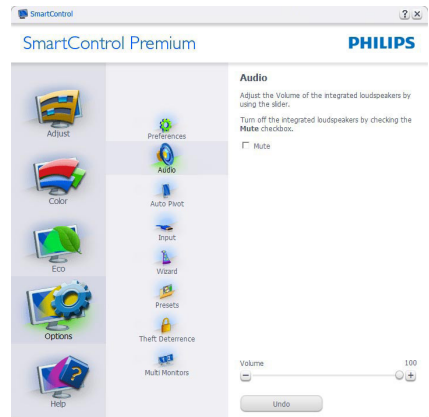 SmartControl
SmartControl Premium
PHILIPS
Adjust
Color
Eco
Options
Help
Preferences
Audio
Auto Pivot
Input
Wizard
Presets
Theft Deterrence
Multi Monitors
Audio
Adjust the Volume of the integrated loudspeakers by
using the slider.
Turn off the integrated loudspeakers by checking the
Mute checkbox.
Mute
Volume 100
Undo